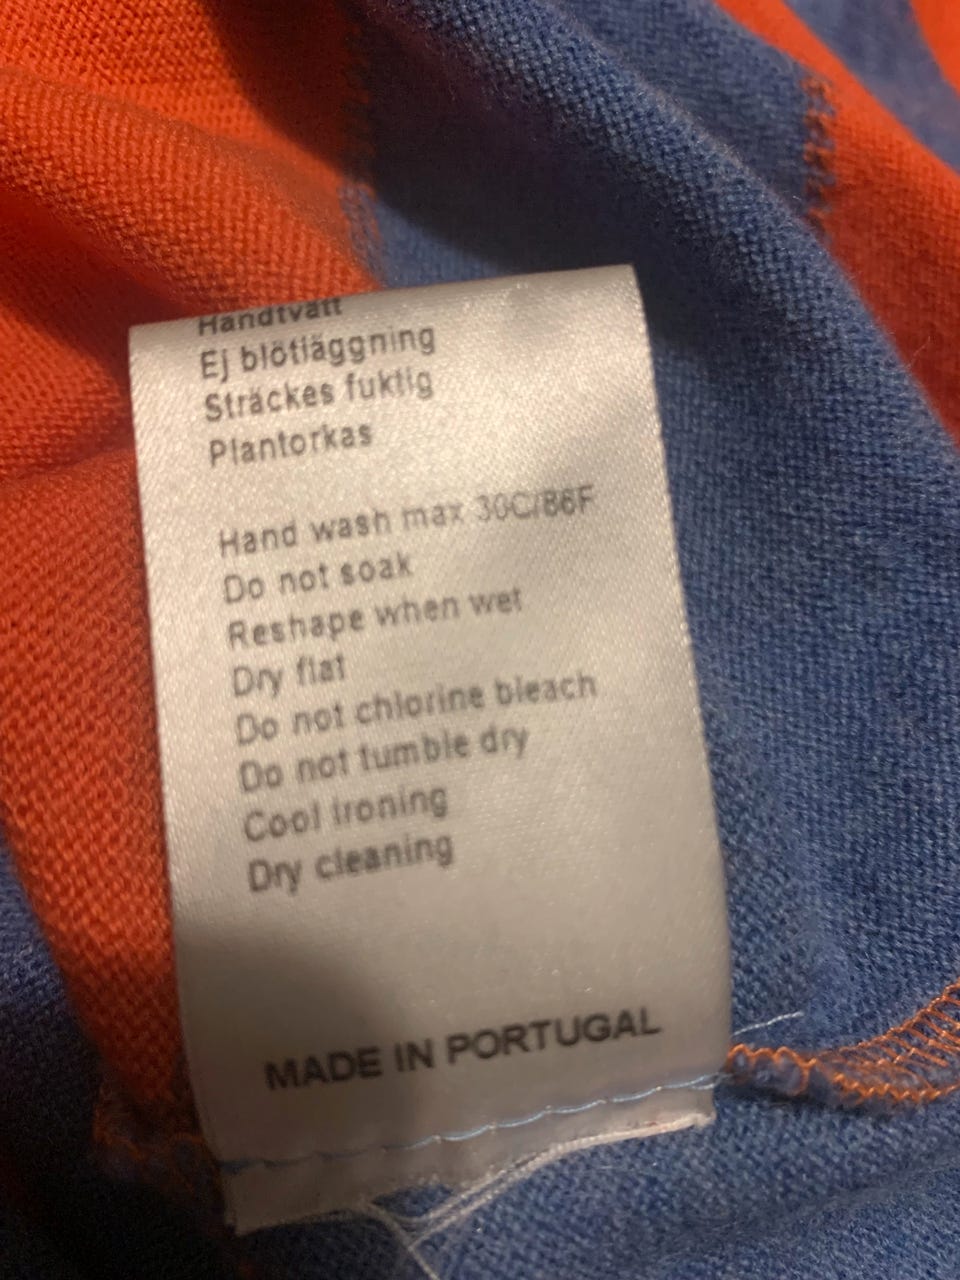 Handtvätt
Ej blötläggning
Sträckes fuktig
Plantorkas
Hand wash max 30C/86F
Do not soak
Reshape when wet
Dry flat
Do not chlorine bleach
Do not tumble dry
Cool ironing
Dry cleaning
MADE IN PORTUGAL